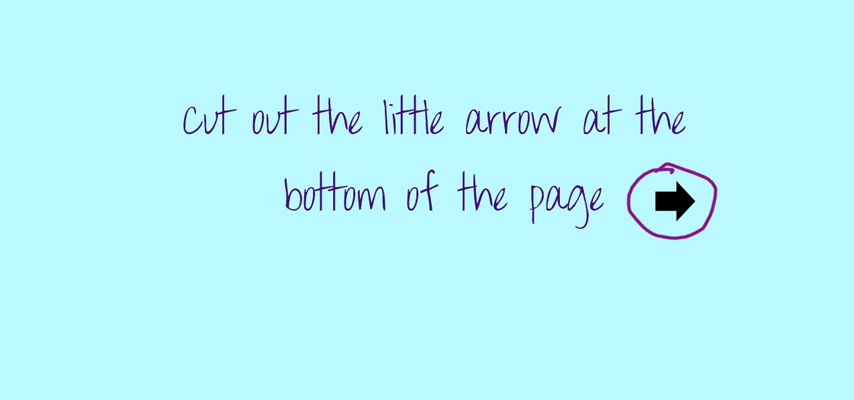 cut out the little arrow at the
bottom of the page